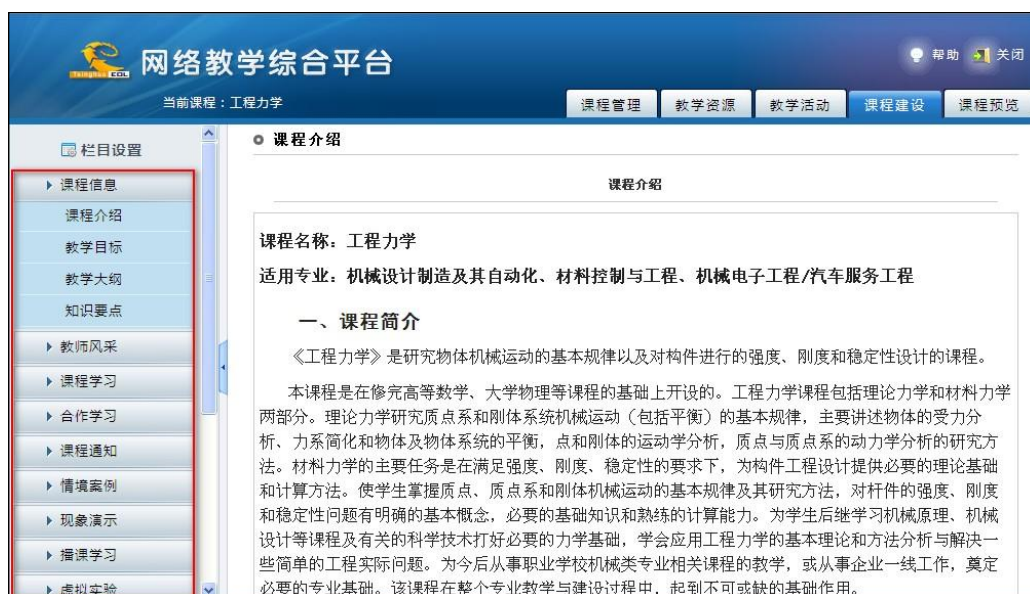 网络教学综合平台
帮助 关闭
当前课程：工程力学
课程管理 教学资源 教学活动 课程建设 课程预览
栏目设置
课程信息
课程介绍
教学目标
教学大纲
知识要点
教师风采
课程学习
合作学习
课程通知
情境案例
现象演示
播课学习
虚拟实验
课程介绍
课程介绍
课程名称：工程力学
适用专业：机械设计制造及其自动化、材料控制与工程、机械电子工程/汽车服务工程
一、课程简介
《工程力学》是研究物体机械运动的基本规律以及对构件进行的强度、刚度和稳定性设计的课程。
本课程是在修完高等数学、大学物理等课程的基础上开设的。工程力学课程包括理论力学和材料力学
两部分。理论力学研究质点系和刚体系统机械运动（包括平衡）的基本规律，主要讲述物体的受力分
析、力系简化和物体及物体系统的平衡，点和刚体的运动学分析，质点与质点系的动力学分析的研究方
法。材料力学的主要任务是在满足强度、刚度、稳定性的要求下，为构件工程设计提供必要的理论基础
和计算方法。使学生掌握质点、质点系和刚体机械运动的基本规律及其研究方法，对杆件的强度、刚度
和稳定性问题有明确的基本概念，必要的基础知识和熟练的计算能力。为学生后继学习机械原理、机械
设计等课程及有关的科学技术打好必要的力学基础，学会应用工程力学的基本理论和方法分析与解决一
些简单的工程实际问题。为今后从事职业学校机械类专业相关课程的教学，或从事企业一线工作，奠定
必要的专业基础。该课程在整个专业教学与建设过程中，起到不可或缺的基础作用。